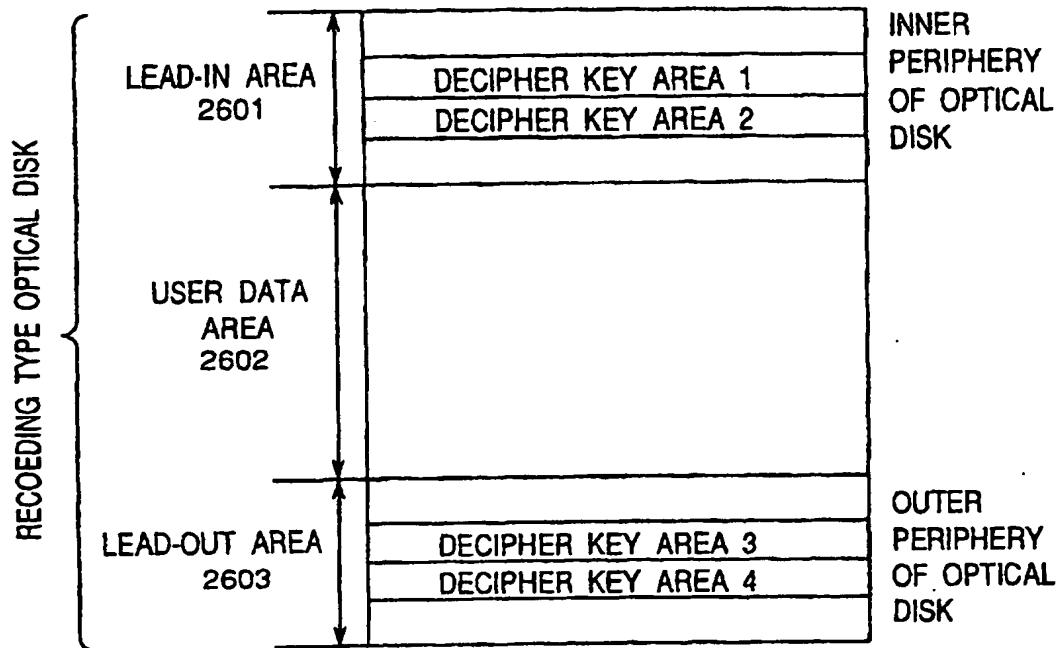 RECOEDING TYPE OPTICAL DISK
LEAD-IN AREA
2601
DECIPHER KEY AREA 1
DECIPHER KEY AREA 2
INNER
PERIPHERY
OF OPTICAL
DISK
USER DATA
AREA
2602
LEAD-OUT AREA
2603
DECIPHER KEY AREA 3
DECIPHER KEY AREA 4
OUTER
PERIPHERY
OF OPTICAL
DISK